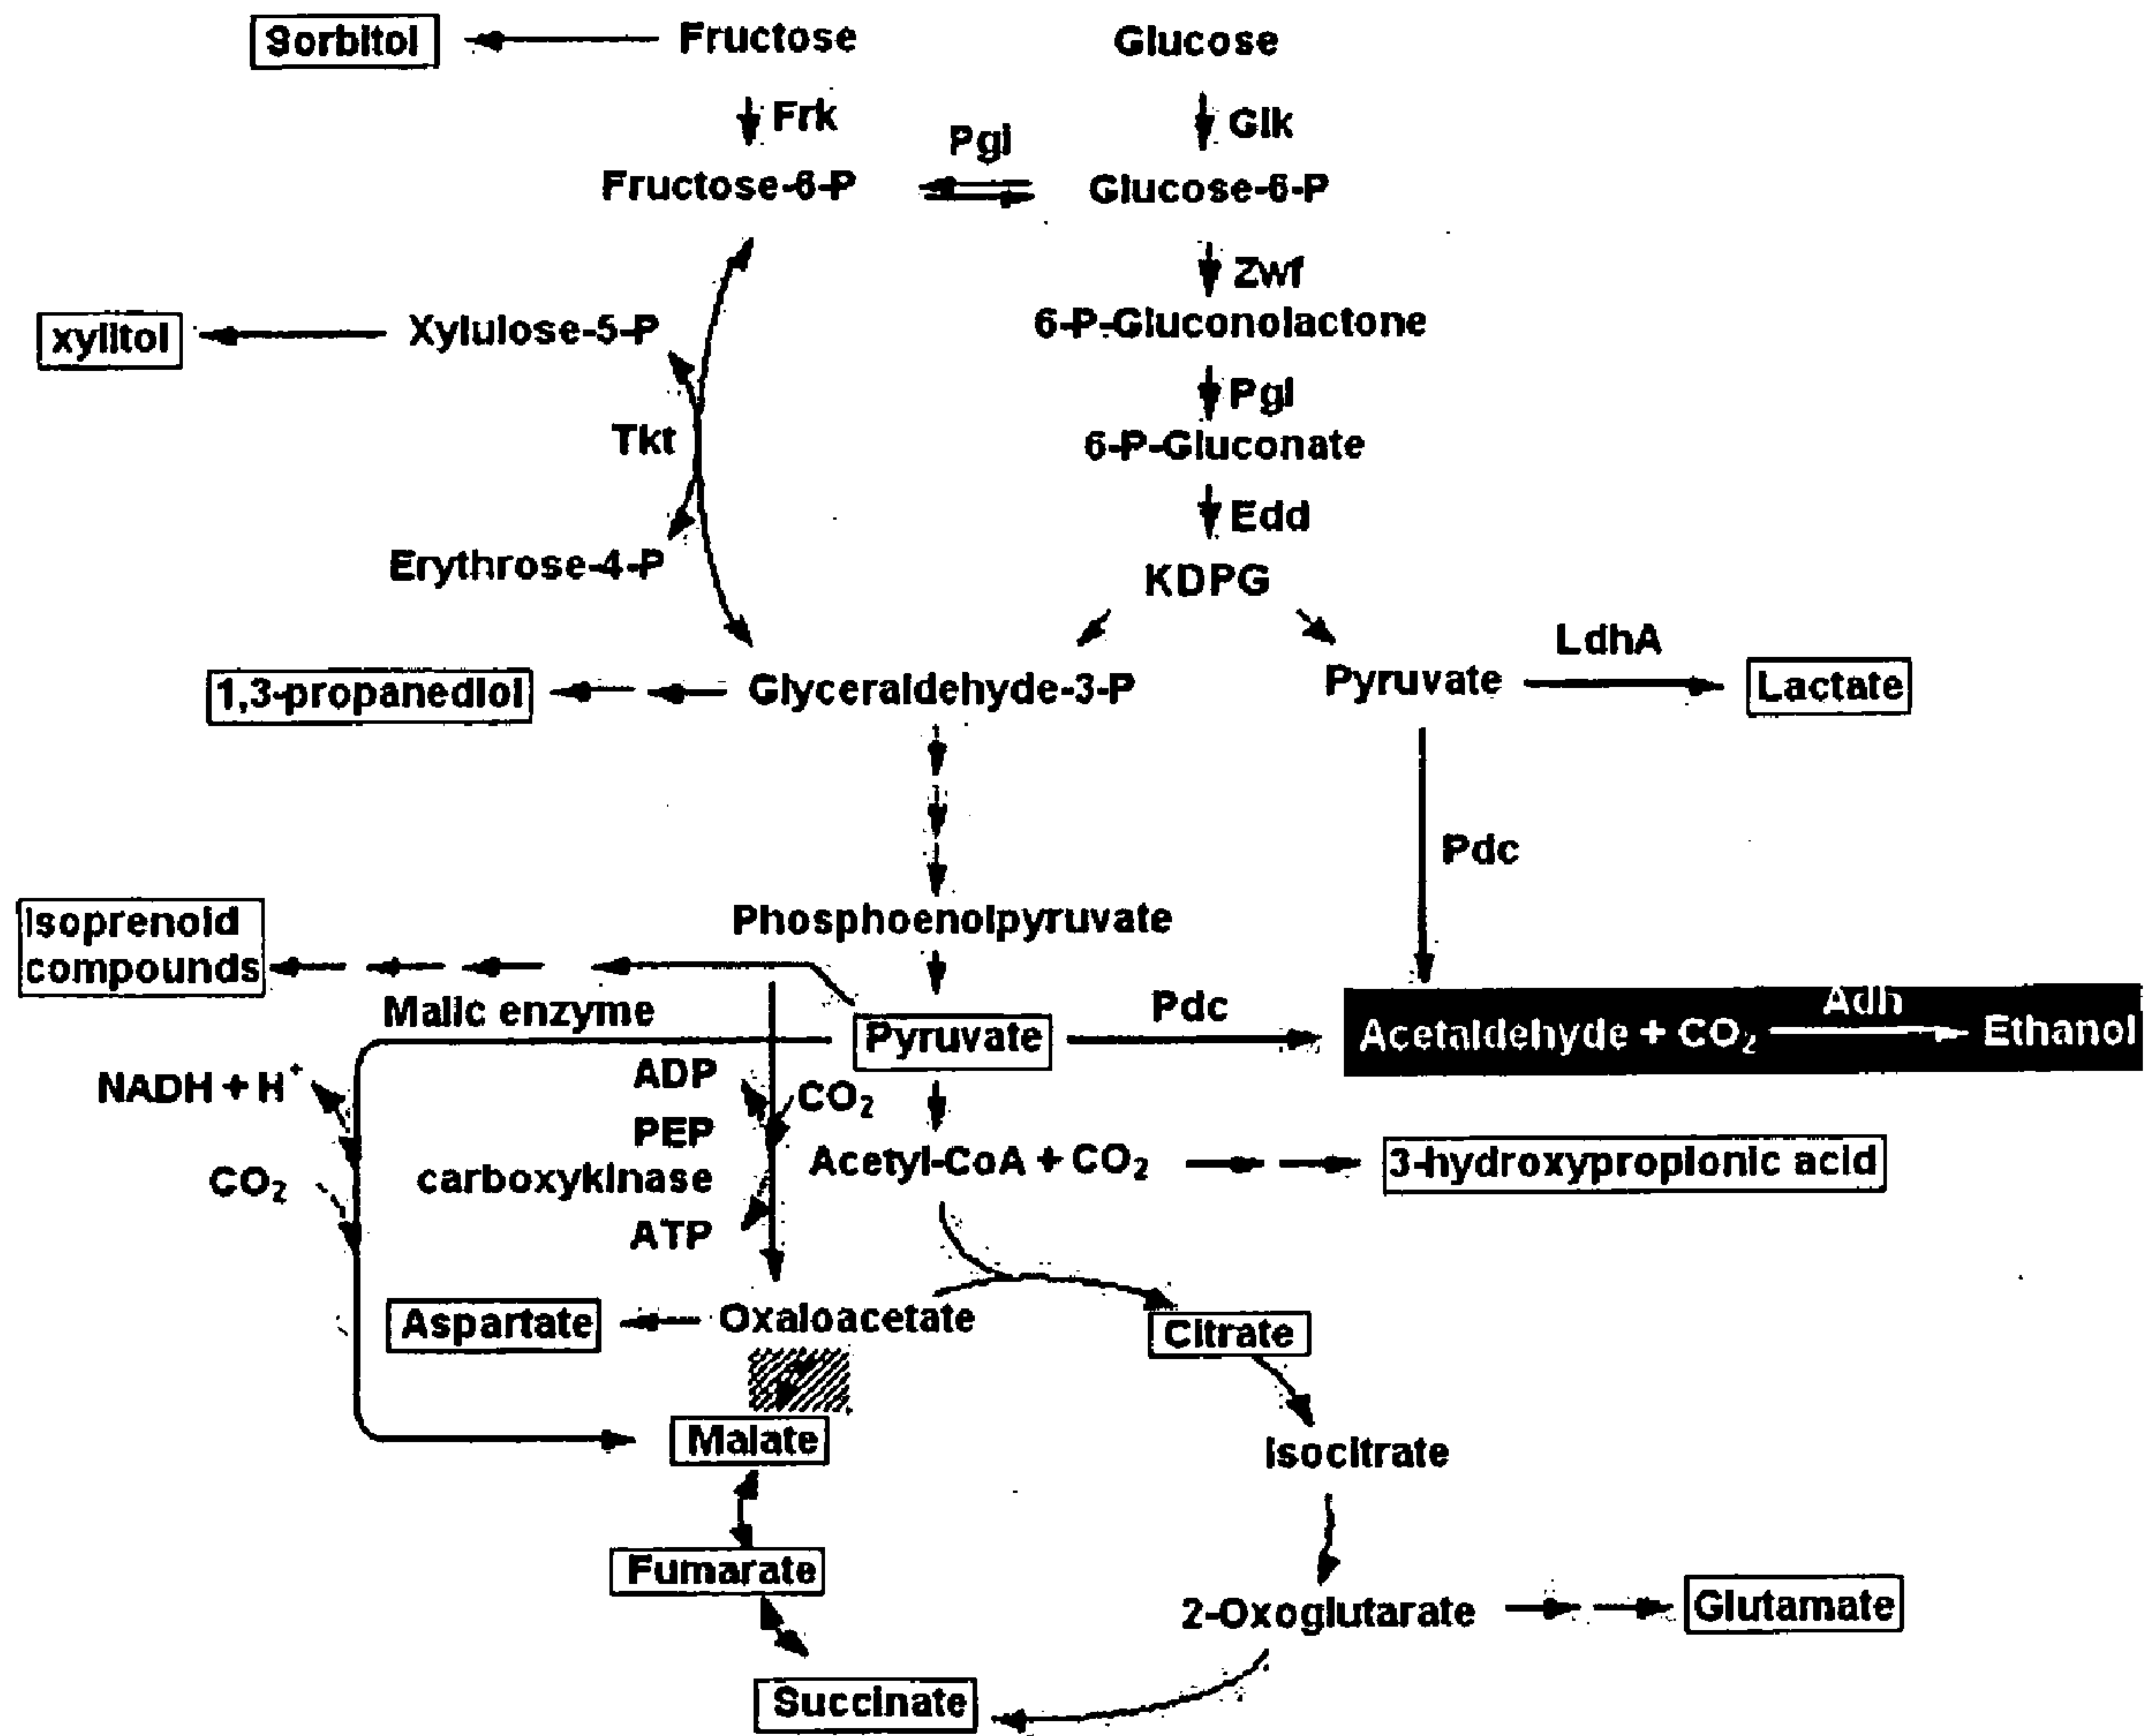 Sorbitol
Fructose
Glucose
Frk
Glk
Pgi
Fructose-6-P
Glucose-6-P
Zwf
xylitol
Xylulose-5-P
6-P-Gluconolactone
Pgl
Tkt
6-P-Gluconate
Edd
Erythrose-4-P
KDPG
LdhA
1,3-propanediol
Glyceraldehyde-3-P
Pyruvate
Lactate
Pdc
Isoprenoid
compounds
Phosphoenolpyruvate
Malic enzyme
Pyruvate
Pdc
Adh
Acetaldehyde + CO₂
Ethanol
NADH + H⁺
ADP
CO₂
PEP
carboxykinase
CO₂
ATP
Acetyl-CoA + CO₂
3-hydroxypropionic acid
Aspartate
Oxaloacetate
Citrate
Malate
Isocitrate
Fumarate
2-Oxoglutarate
Glutamate
Succinate